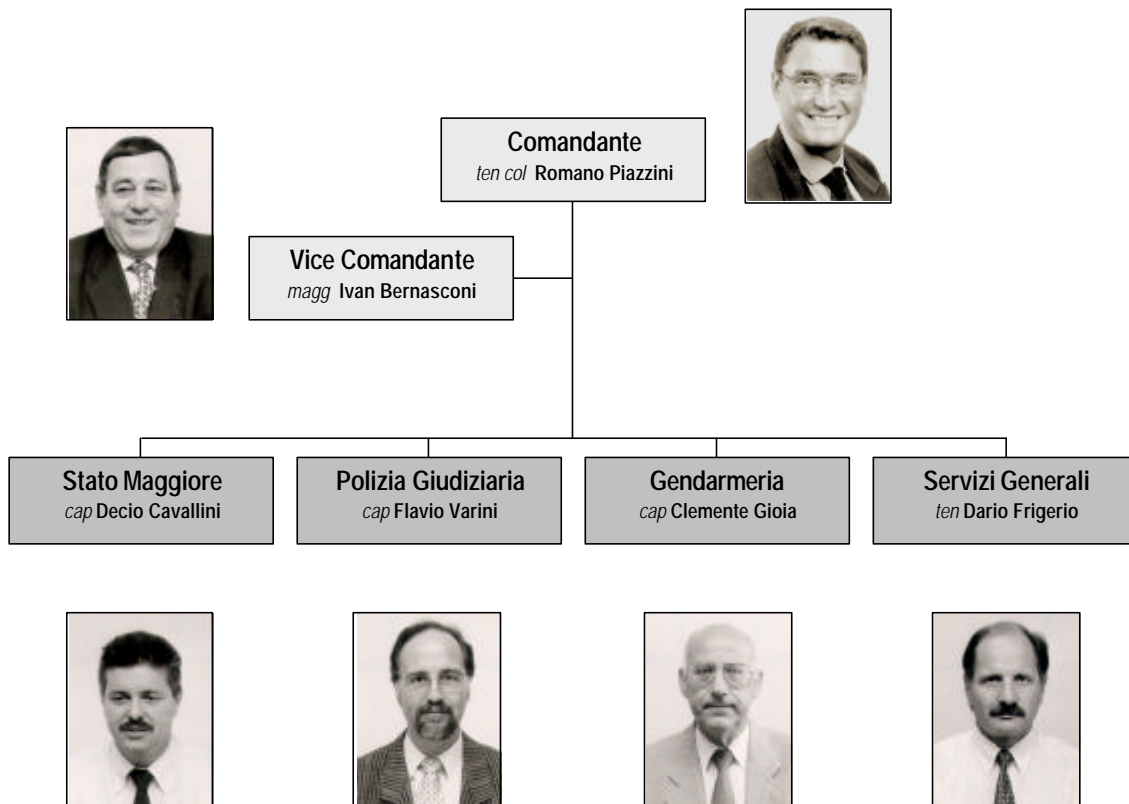 Comandante
ten col Romano Piazzini
Vice Comandante
magg Ivan Bernasconi
Stato Maggiore
cap Decio Cavallini
Polizia Giudiziaria
cap Flavio Varini
Gendarmeria
cap Clemente Gioia
Servizi Generali
ten Dario Frigerio